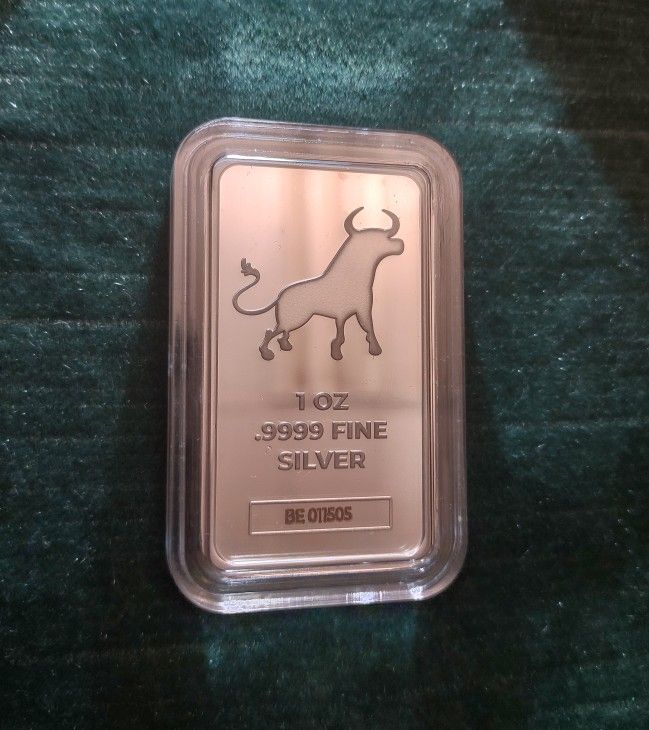 1 OZ
.9999 FINE
SILVER
BE 011505